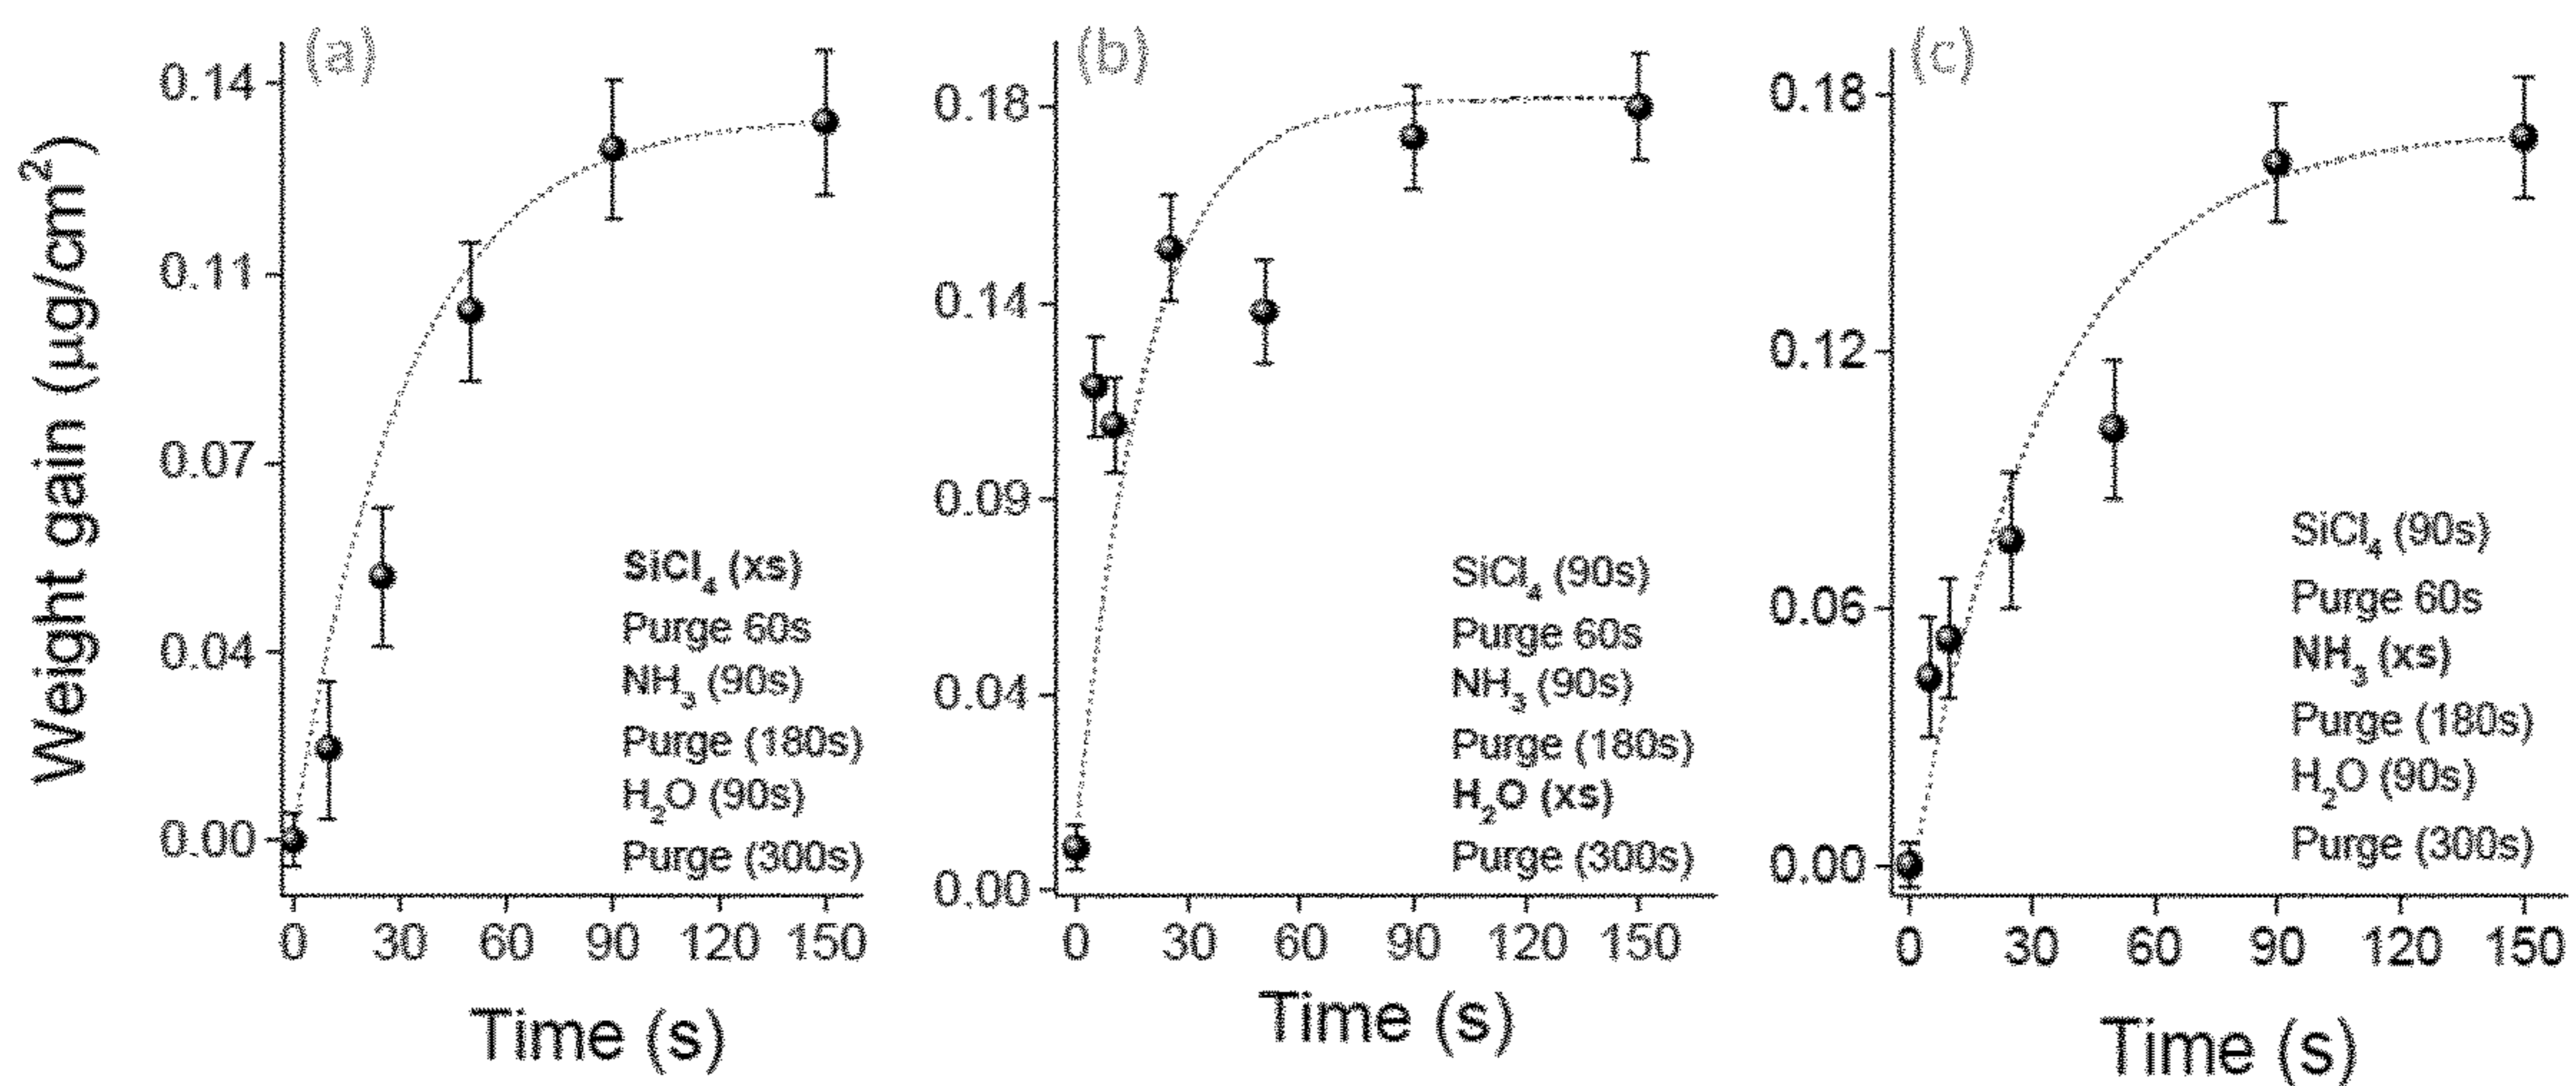 Weight gain (µg/cm²)
(a)
0.14
0.11
0.07
0.04
0.00
SiCl₄ (xs)
Purge 60s
NH₃ (90s)
Purge (180s)
H₂O (90s)
Purge (300s)
0 30 60 90 120 150
Time (s)
(b)
0.18
0.14
0.09
0.04
0.00
SiCl₄ (90s)
Purge 60s
NH₃ (90s)
Purge (180s)
H₂O (xs)
Purge (300s)
0 30 60 90 120 150
Time (s)
(c)
0.18
0.12
0.06
0.00
SiCl₄ (90s)
Purge 60s
NH₃ (xs)
Purge (180s)
H₂O (90s)
Purge (300s)
0 30 60 90 120 150
Time (s)